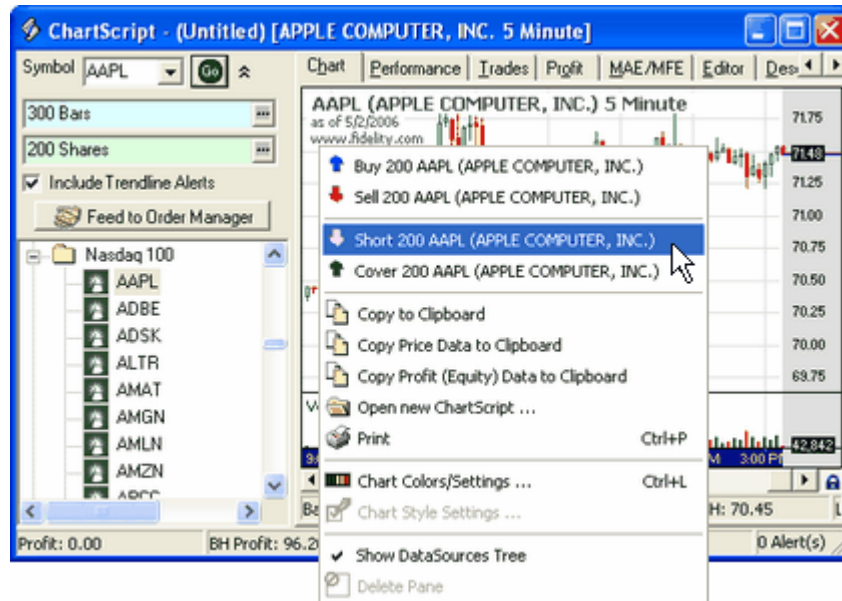 ChartScript - (Untitled) [APPLE COMPUTER, INC. 5 Minute]
Symbol AAPL Go
Chart Performance Trades Profit MAE/MFE Editor
300 Bars
200 Shares
Include Trendline Alerts
Feed to Order Manager
Nasdaq 100
AAPL
ADBE
ADSK
ALTR
AMAT
AMGN
AMLN
AMZN
AAPL (APPLE COMPUTER, INC.) 5 Minute
as of 5/2/2006
www.fidelity.com
71.75
71.48
71.25
71.00
70.75
70.50
70.25
70.00
69.75
42,842
3:00
Buy 200 AAPL (APPLE COMPUTER, INC.)
Sell 200 AAPL (APPLE COMPUTER, INC.)
Short 200 AAPL (APPLE COMPUTER, INC.)
Cover 200 AAPL (APPLE COMPUTER, INC.)
Copy to Clipboard
Copy Price Data to Clipboard
Copy Profit (Equity) Data to Clipboard
Open new ChartScript ...
Print Ctrl+P
Chart Colors/Settings ... Ctrl+L
Chart Style Settings ...
Show DataSources Tree
Delete Pane
H: 70.45
Profit: 0.00
BH Profit:
0 Alert(s)